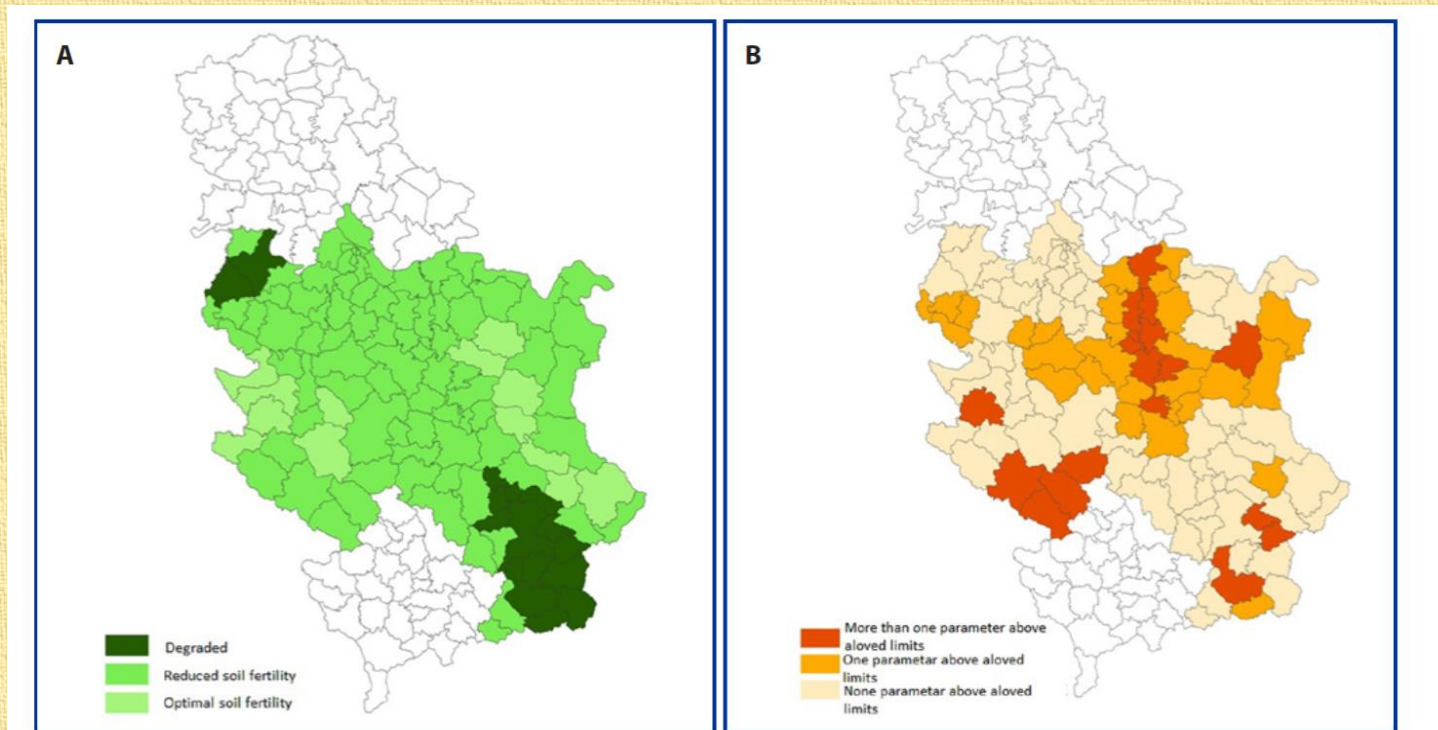 A
Degraded
Reduced soil fertility
Optimal soil fertility
B
More than one parameter above
aloved limits
One parametar above aloved
limits
None parametar above aloved
limits